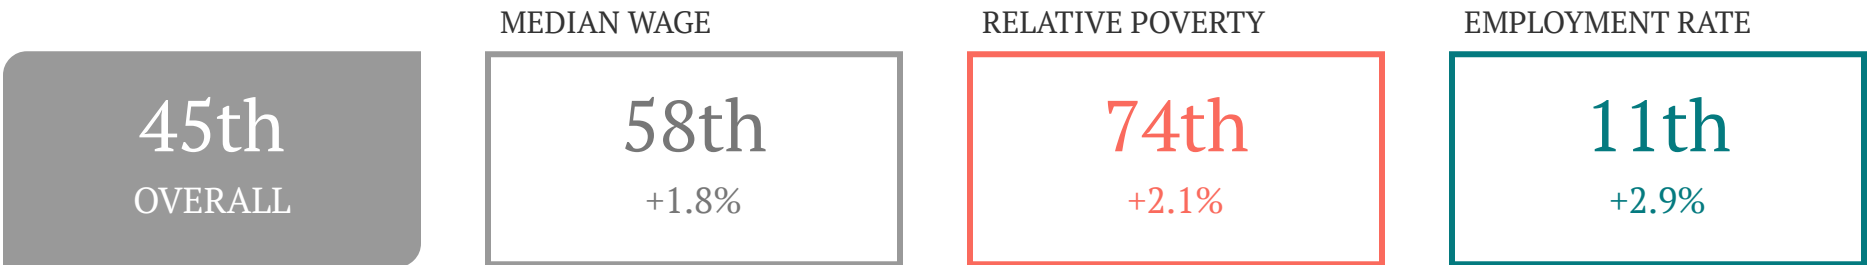 45th
OVERALL
MEDIAN WAGE
58th
+1.8%
RELATIVE POVERTY
74th
+2.1%
EMPLOYMENT RATE
11th
+2.9%